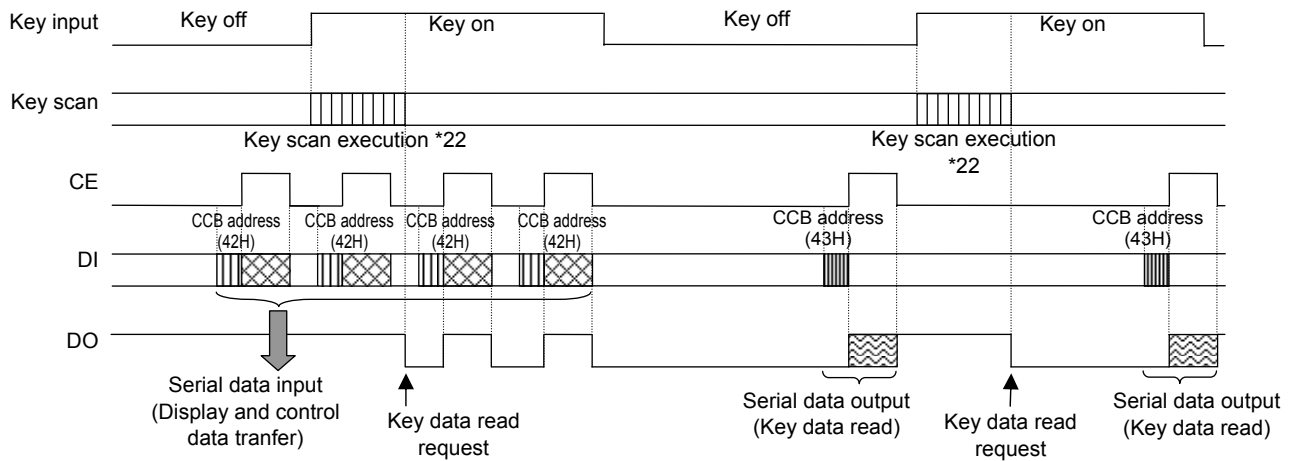 Key input
Key off
Key on
Key off
Key on
Key scan
Key scan execution *22
Key scan execution
*22
CE
CCB address
(42H)
CCB address
(42H)
CCB address
(42H)
CCB address
(42H)
CCB address
(43H)
CCB address
(43H)
DI
DO
Serial data input
(Display and control
data tranfer)
Key data read
request
Serial data output
(Key data read)
Key data read
request
Serial data output
(Key data read)